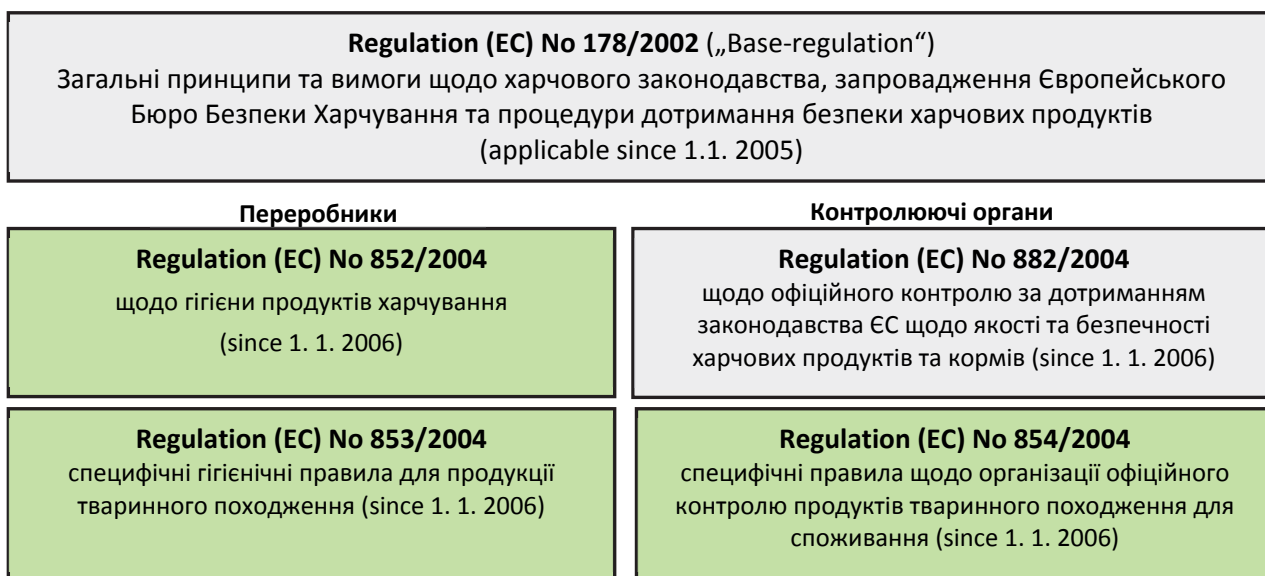 Regulation (EC) No 178/2002 („Base-regulation“)
Загальні принципи та вимоги щодо харчового законодавства, запровадження Європейського
Бюро Безпеки Харчування та процедури дотримання безпеки харчових продуктів
(applicable since 1.1. 2005)
Переробники
Regulation (EC) No 852/2004
щодо гігієни продуктів харчування
(since 1. 1. 2006)
Regulation (EC) No 853/2004
специфічні гігієнічні правила для продукції
тваринного походження (since 1. 1. 2006)
Контролюючі органи
Regulation (EC) No 882/2004
щодо офіційного контролю за дотриманням
законодавства ЄС щодо якості та безпечності
харчових продуктів та кормів (since 1. 1. 2006)
Regulation (EC) No 854/2004
специфічні правила щодо організації офіційного
контролю продуктів тваринного походження для
споживання (since 1. 1. 2006)